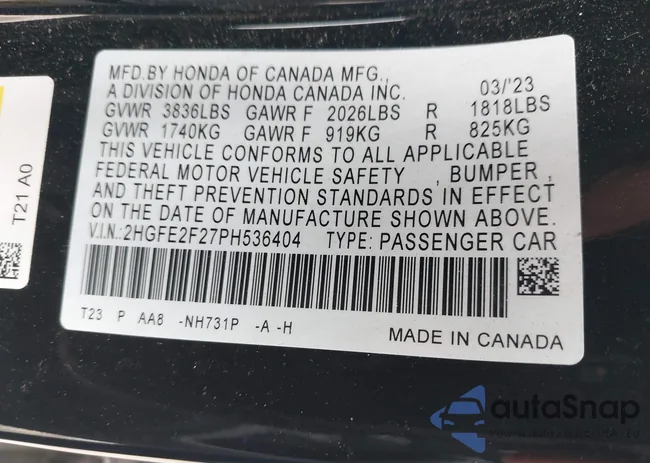 MFD. BY HONDA OF CANADA MFG.,
A DIVISION OF HONDA CANADA INC. 03/'23
GVWR 3836LBS GAWR F 2026LBS R 1818LBS
GVWR 1740KG GAWR F 919KG R 825KG
THIS VEHICLE CONFORMS TO ALL APPLICABLE
FEDERAL MOTOR VEHICLE SAFETY , BUMPER,
AND THEFT PREVENTION STANDARDS IN EFFECT
ON THE DATE OF MANUFACTURE SHOWN ABOVE.
V.I.N.:2HGFE2F27PH536404 TYPE: PASSENGER CAR
T23 P AA8 -NH731P -A -H
MADE IN CANADA
T21 A0
autoSnap